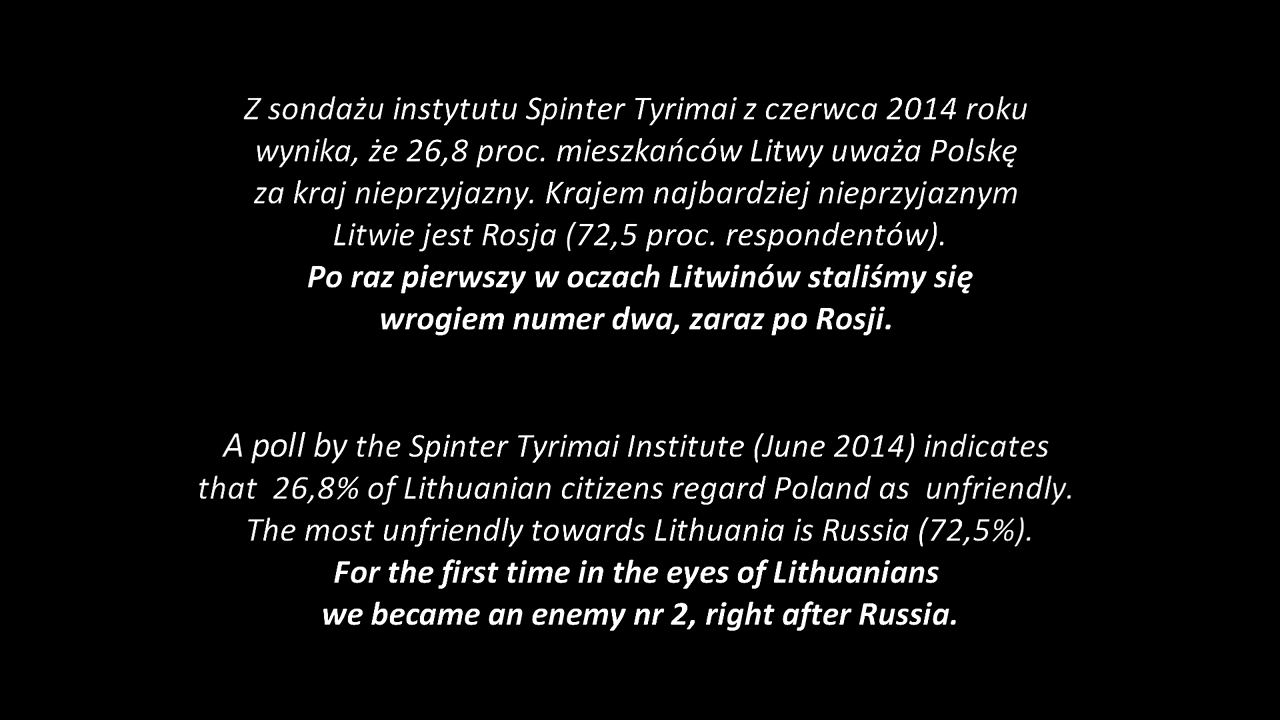 Z sondażu instytutu Spinter Tyrimai z czerwca 2014 roku
wynika, że 26,8 proc. mieszkańców Litwy uważa Polskę
za kraj nieprzyjazny. Krajem najbardziej nieprzyjaznym
Litwie jest Rosja (72,5 proc. respondentów).
Po raz pierwszy w oczach Litwinów staliśmy się
wrogiem numer dwa, zaraz po Rosji.
A poll by the Spinter Tyrimai Institute (June 2014) indicates
that  26,8% of Lithuanian citizens regard Poland as  unfriendly.
The most unfriendly towards Lithuania is Russia (72,5%).
For the first time in the eyes of Lithuanians
we became an enemy nr 2, right after Russia.